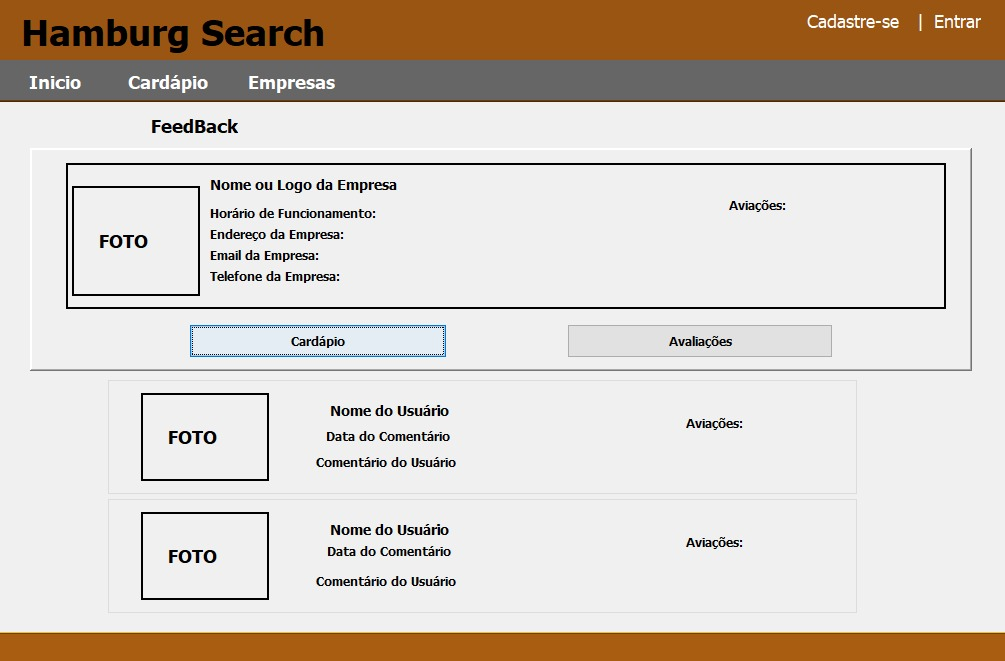 Hamburg Search
Cadastre-se | Entrar
Inicio Cardápio Empresas
FeedBack
FOTO
Nome ou Logo da Empresa
Horário de Funcionamento:
Endereço da Empresa:
Email da Empresa:
Telefone da Empresa:
Aviações:
Cardápio
Avaliações
FOTO
Nome do Usuário
Data do Comentário
Comentário do Usuário
Aviações:
FOTO
Nome do Usuário
Data do Comentário
Comentário do Usuário
Aviações: